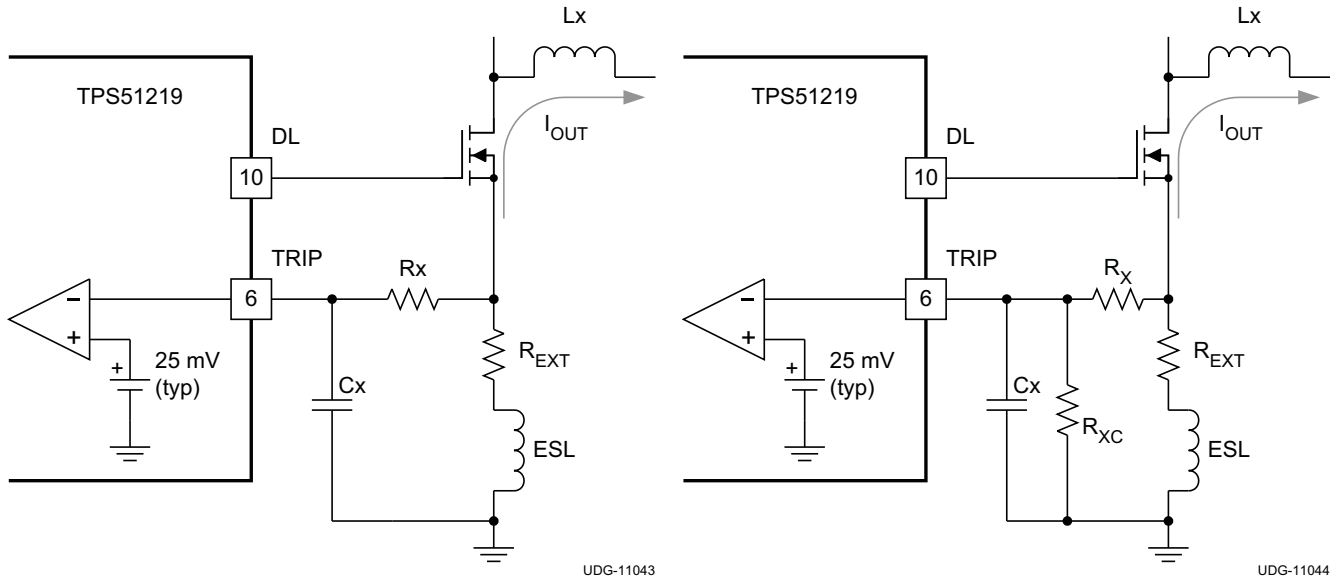 Lx
TPS51219
DL
I_OUT
10
TRIP
Rx
6
−
+
+
25 mV
(typ)
R_EXT
Cx
ESL
UDG-11043
Lx
TPS51219
DL
I_OUT
10
TRIP
R_X
6
−
+
+
25 mV
(typ)
R_EXT
Cx
R_XC
ESL
UDG-11044